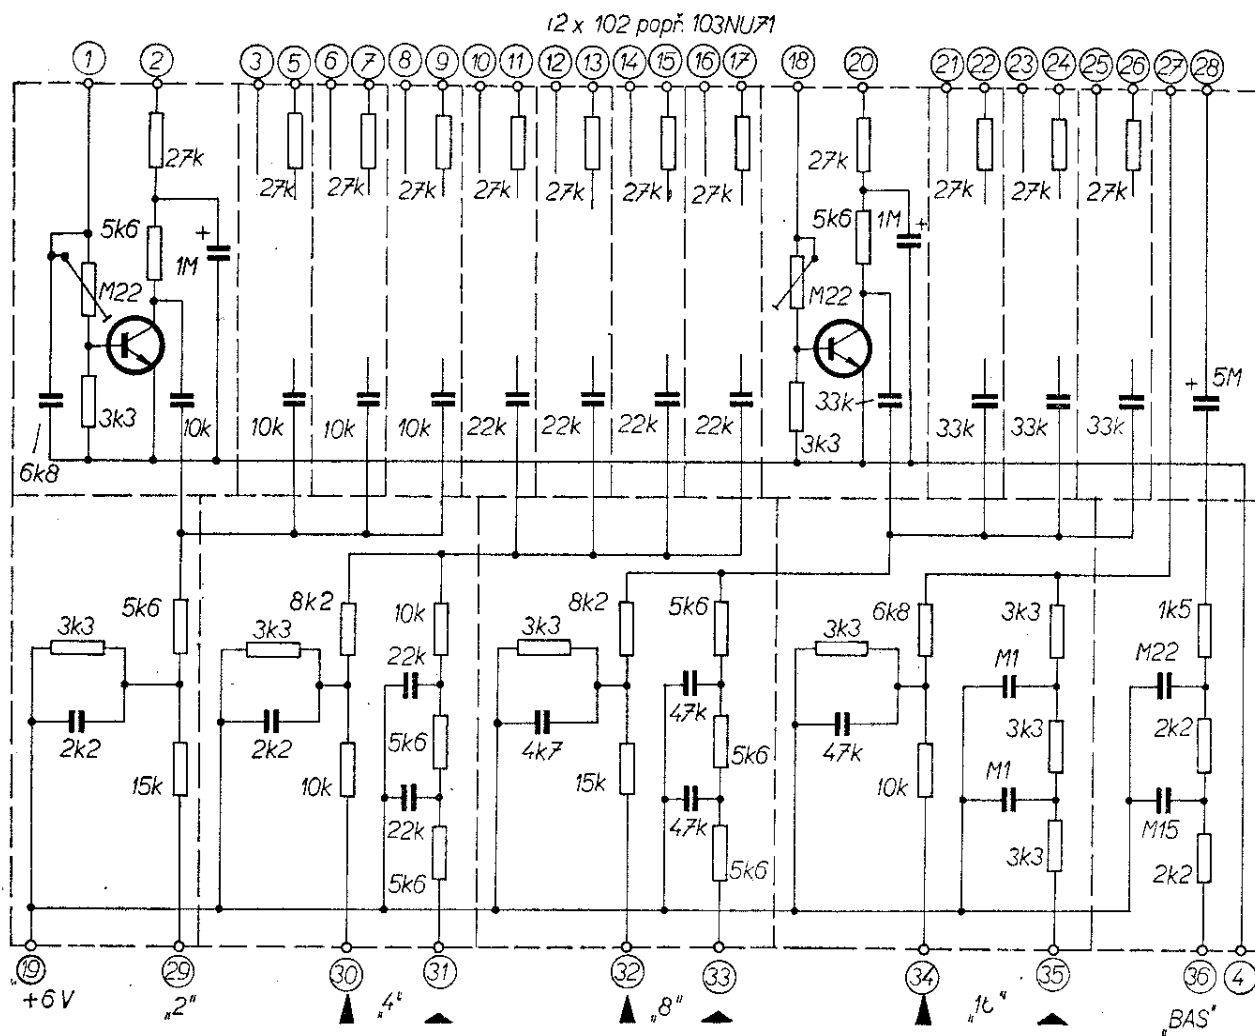 12 x 102 popř. 103NU71
1 2 3 5 6 7 8 9 10 11 12 13 14 15 16 17 18 20 21 22 23 24 25 26 27 28
27k 27k 27k 27k 27k 27k 27k 27k 27k 27k 27k 27k
5k6 1M 5k6 1M
M22 M22
3k3 10k 10k 10k 10k 22k 22k 22k 22k 33k 33k 33k 33k 5M
6k8 3k3
5k6 8k2 10k 8k2 5k6 6k8 3k3 1k5
3k3 3k3 22k 3k3 47k 3k3 M1 M22
2k2 2k2 5k6 4k7 5k6 47k 3k3 2k2
15k 10k 22k 15k 47k 10k M1 M15
5k6 5k6 3k3 2k2
19 29 30 31 32 33 34 35 36 4
+6V „2" „4" „8" „16" „BAS"
+ + +